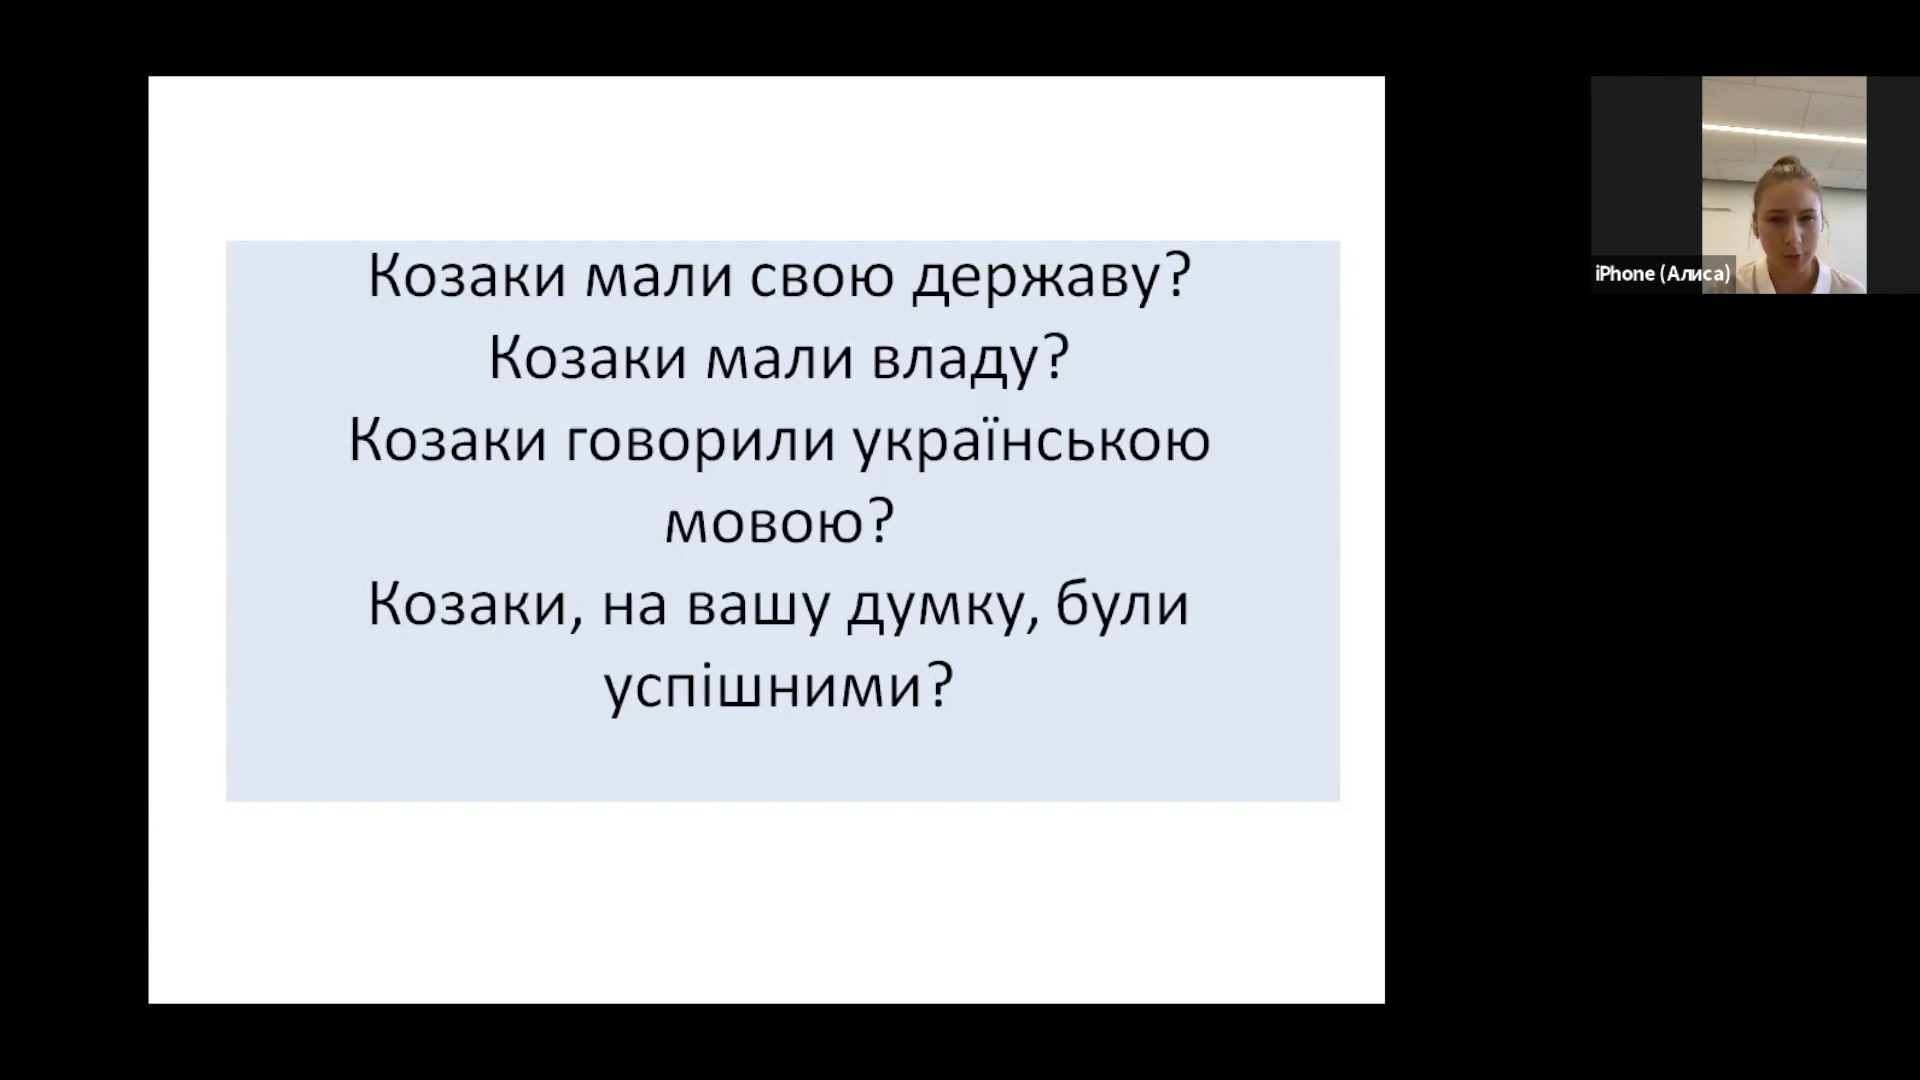 Козаки мали свою державу?
Козаки мали владу?
Козаки говорили українською
мовою?
Козаки, на вашу думку, були
успішними?
iPhone (Алиса)